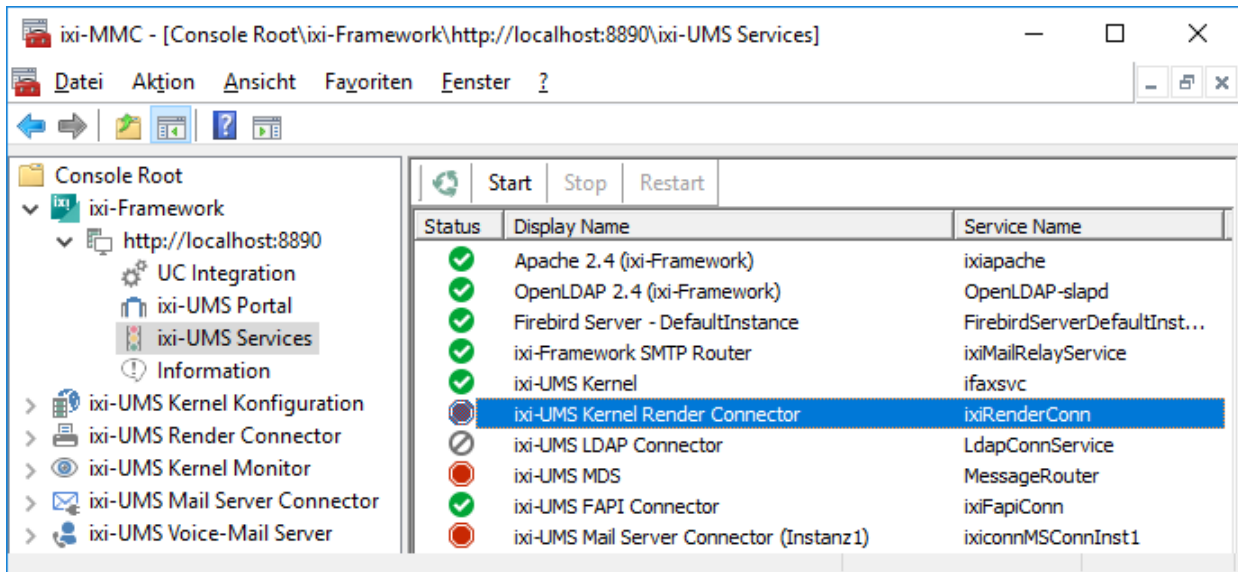 ixi-MMC - [Console Root\ixi-Framework\http://localhost:8890\ixi-UMS Services]
Datei Aktion Ansicht Favoriten Fenster ?
Console Root
ixi-Framework
http://localhost:8890
UC Integration
ixi-UMS Portal
ixi-UMS Services
Information
ixi-UMS Kernel Konfiguration
ixi-UMS Render Connector
ixi-UMS Kernel Monitor
ixi-UMS Mail Server Connector
ixi-UMS Voice-Mail Server
Start Stop Restart
Status Display Name Service Name
Apache 2.4 (ixi-Framework) ixiapache
OpenLDAP 2.4 (ixi-Framework) OpenLDAP-slapd
Firebird Server - DefaultInstance FirebirdServerDefaultInst...
ixi-Framework SMTP Router ixiMailRelayService
ixi-UMS Kernel ifaxsvc
ixi-UMS Kernel Render Connector ixiRenderConn
ixi-UMS LDAP Connector LdapConnService
ixi-UMS MDS MessageRouter
ixi-UMS FAPI Connector ixiFapiConn
ixi-UMS Mail Server Connector (Instanz1) ixiconnMSConnInst1